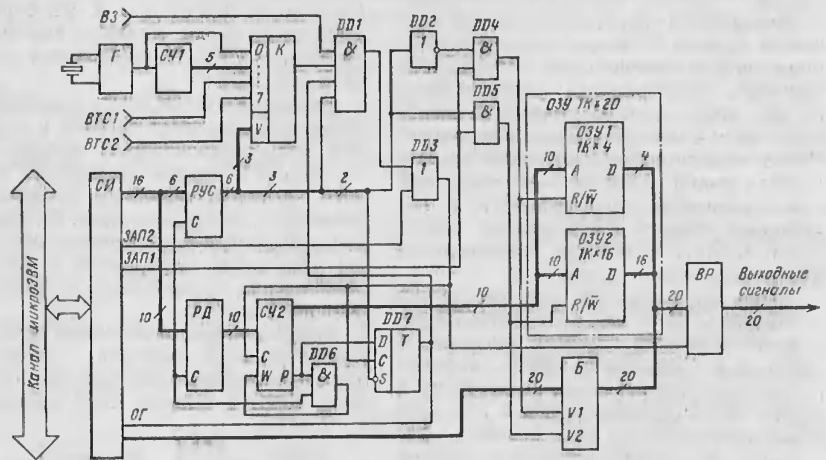 ВЗ
DD1
DD2
DD4
Г
СЧ1
5
0
7
V
К
&
1
&
DD5
&
ВТС1
ВТС2
3
DD3
1
ОЗУ 1К×20
ОЗУ1
1К×4
10
A
D
4
R/W̅
ОЗУ2
1К×16
10
A
D
16
R/W̅
Канал микроЭВМ
СИ
16
6
РУС
С
6
3
2
ЗАП2
ЗАП1
10
РД
С
10
СЧ2
С
W
P
DD6
&
DD7
D
C
S
T
10
20
ВР
Выходные
сигналы
20
ОГ
20
Б
20
V1
V2